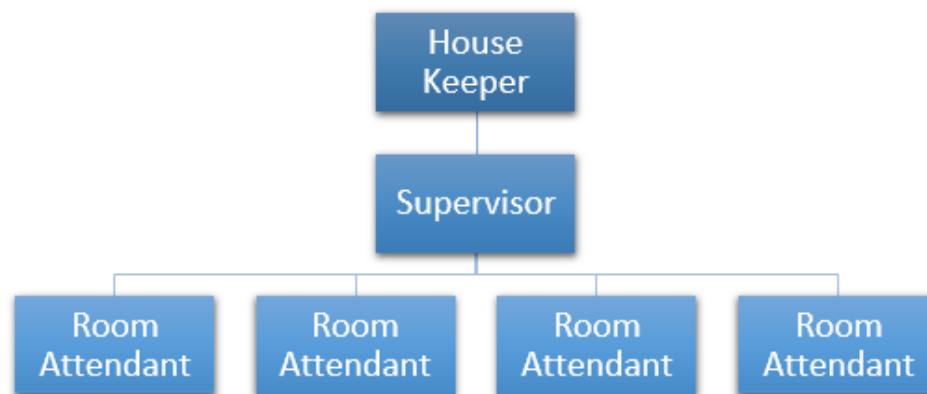 House
Keeper
Supervisor
Room
Attendant
Room
Attendant
Room
Attendant
Room
Attendant